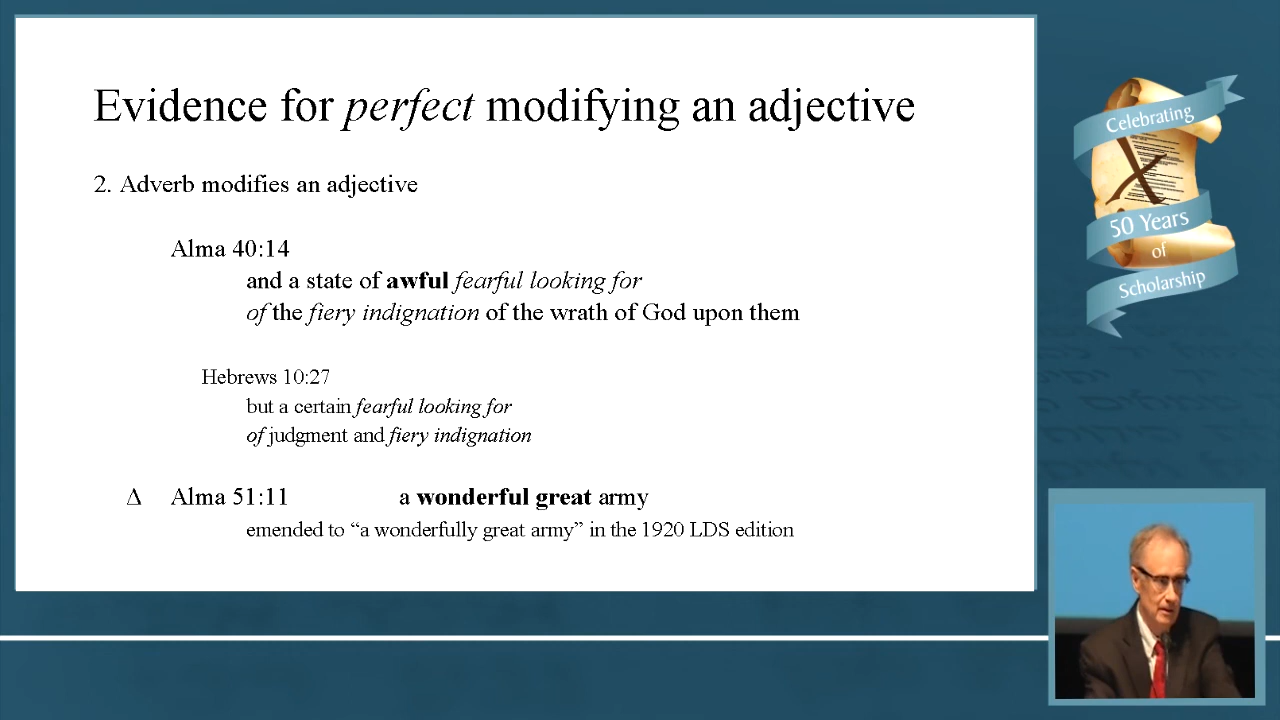 Evidence for perfect modifying an adjective
2. Adverb modifies an adjective
Alma 40:14
and a state of awful fearful looking for
of the fiery indignation of the wrath of God upon them
Hebrews 10:27
but a certain fearful looking for
of judgment and fiery indignation
Δ Alma 51:11 a wonderful great army
emended to “a wonderfully great army” in the 1920 LDS edition
Celebrating
50 Years
of
Scholarship